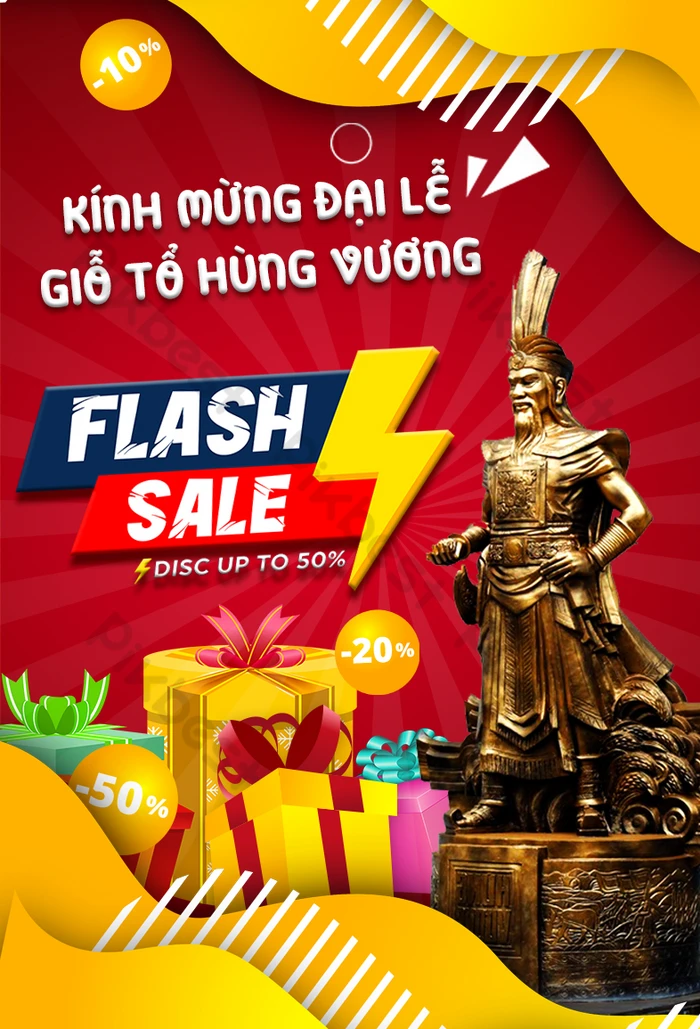 -10%
KÍNH MỪNG ĐẠI LỄ
GIỖ TỔ HÙNG VƯƠNG
FLASH
SALE
DISC UP TO 50%
-20%
-50%